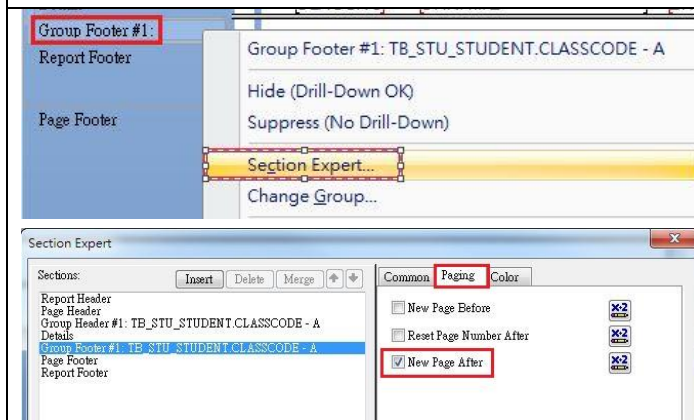 Group Footer #1:
Report Footer
Page Footer
Group Footer #1: TB_STU_STUDENT.CLASSCODE - A
Hide (Drill-Down OK)
Suppress (No Drill-Down)
Section Expert...
Change Group...
Section Expert
Sections:
Insert
Delete
Merge
Common
Paging
Color
Report Header
Page Header
Group Header #1: TB_STU_STUDENT.CLASSCODE - A
Details
Group Footer #1: TB_STU_STUDENT.CLASSCODE - A
Page Footer
Report Footer
New Page Before
X·2
Reset Page Number After
X·2
New Page After
X·2